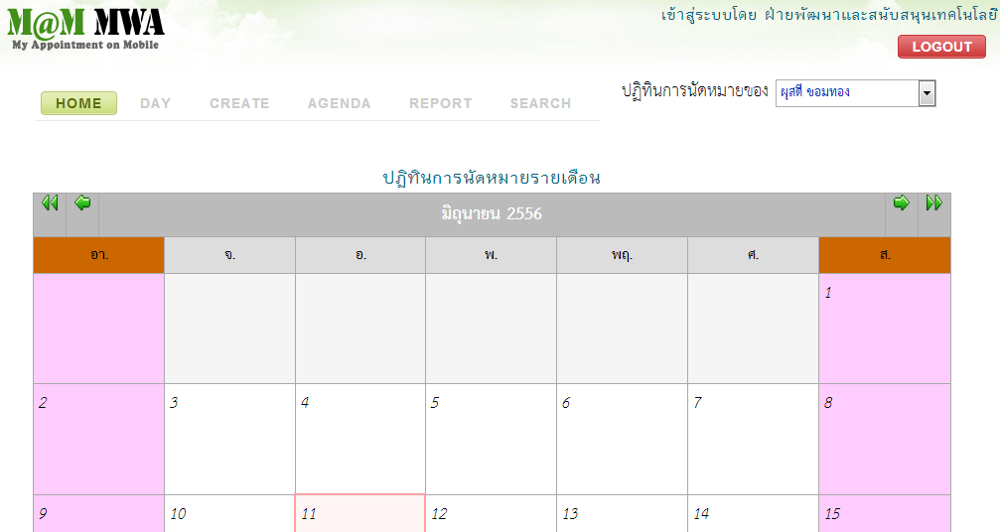 M@M MWA
My Appointment on Mobile
เข้าสู่ระบบโดย ฝ่ายพัฒนาและสนับสนุนเทคโนโลยี
LOGOUT
HOME DAY CREATE AGENDA REPORT SEARCH
ปฏิทินการนัดหมายของ ผุสดี ขอมทอง
ปฏิทินการนัดหมายรายเดือน
มิถุนายน 2556
อา. จ. อ. พ. พฤ. ศ. ส.
1
2 3 4 5 6 7 8
9 10 11 12 13 14 15